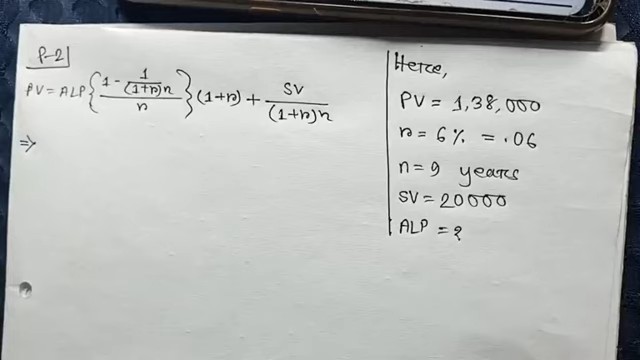 P-2
PV = ALP { 1 - 1/(1+r)n / r } (1+r) + SV/(1+r)n
⇒
Here,
PV = 1,38,000
r = 6% = .06
n = 9 years
SV = 20000
ALP = ?